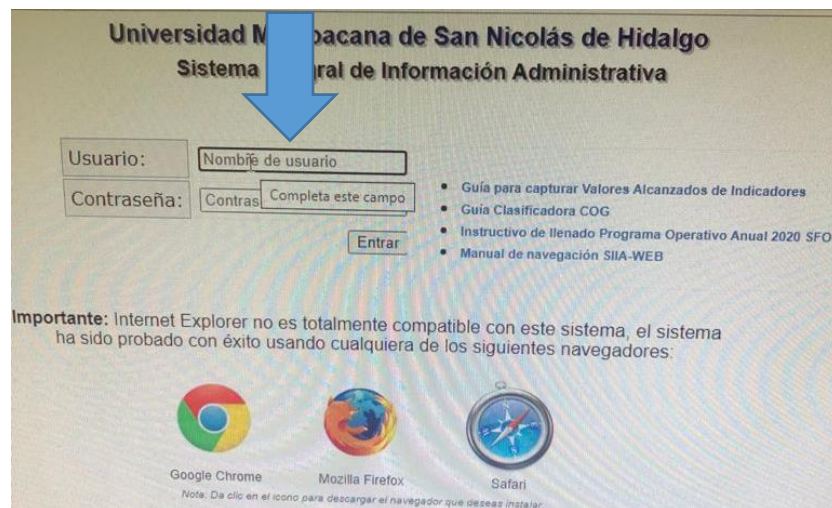 Universidad M pacana de San Nicolás de Hidalgo
Sistema gral de Información Administrativa
Usuario:
Nombre de usuario
Contraseña:
Contras
Completa este campo
Entrar
• Guía para capturar Valores Alcanzados de Indicadores
• Guía Clasificadora COG
• Instructivo de llenado Programa Operativo Anual 2020 SFO
• Manual de navegación SIIA-WEB
Importante: Internet Explorer no es totalmente compatible con este sistema, el sistema
ha sido probado con éxito usando cualquiera de los siguientes navegadores:
Google Chrome
Mozilla Firefox
Safari
Nota: Da clic en el icono para descargar el navegador que deseas instalar